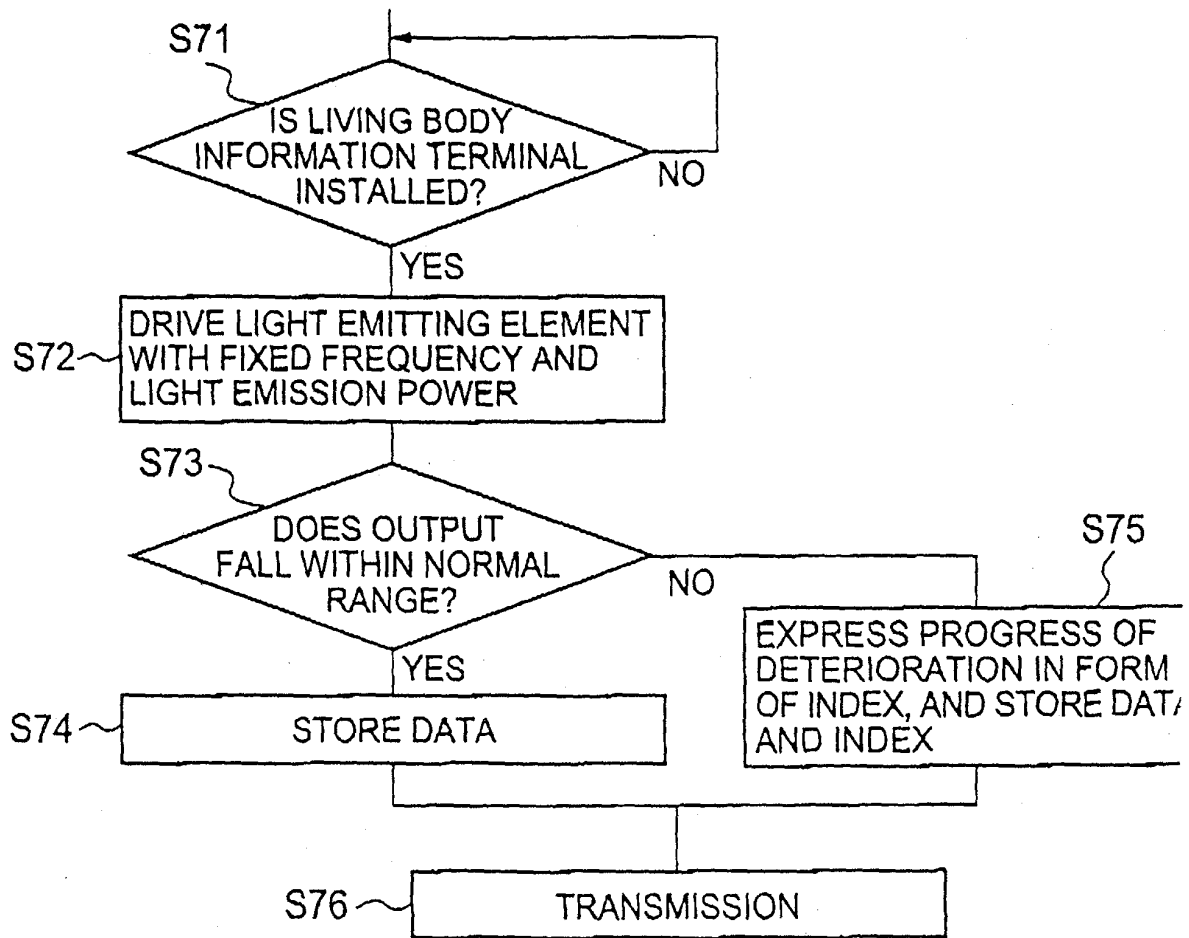 S71
IS LIVING BODY
INFORMATION TERMINAL
INSTALLED?
NO
YES
S72
DRIVE LIGHT EMITTING ELEMENT
WITH FIXED FREQUENCY AND
LIGHT EMISSION POWER
S73
DOES OUTPUT
FALL WITHIN NORMAL
RANGE?
NO
YES
S75
EXPRESS PROGRESS OF
DETERIORATION IN FORM
OF INDEX, AND STORE DATA
AND INDEX
S74
STORE DATA
S76
TRANSMISSION